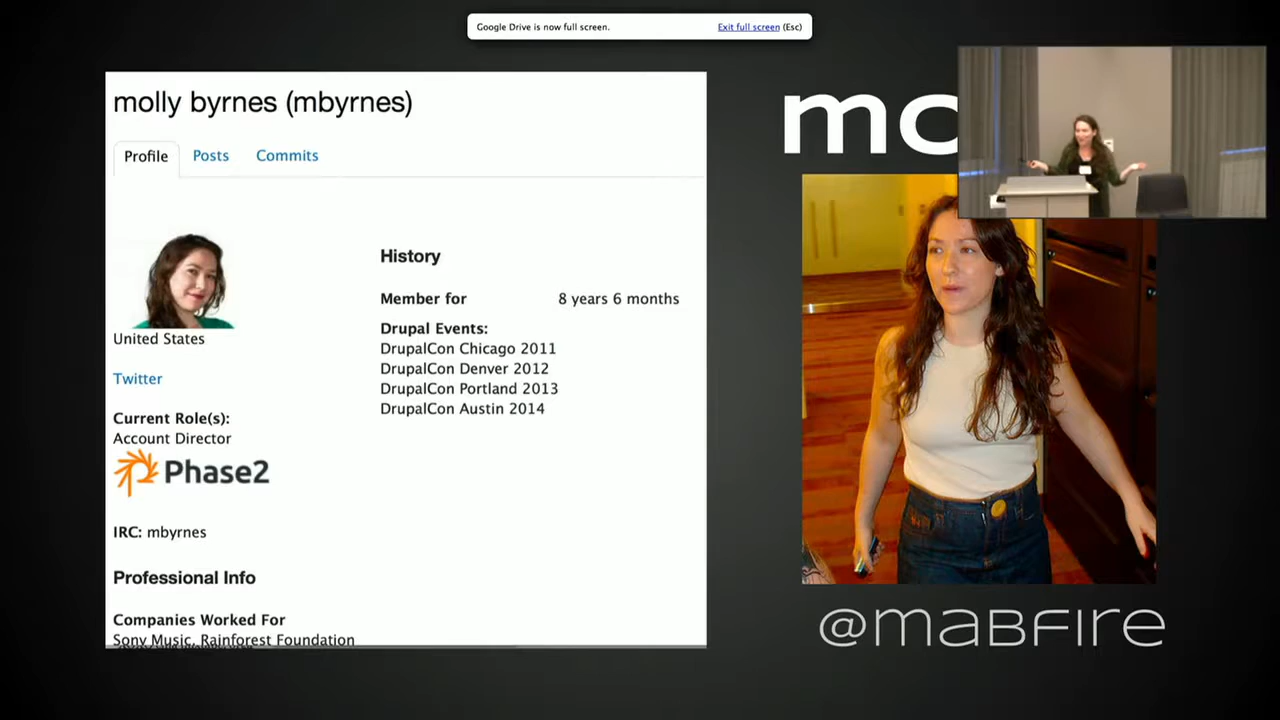 Google Drive is now full screen. Exit full screen (Esc)
molly byrnes (mbyrnes)
Profile Posts Commits
United States
Twitter
Current Role(s):
Account Director
Phase2
IRC: mbyrnes
Professional Info
Companies Worked For
Sony Music, Rainforest Foundation
History
Member for 8 years 6 months
Drupal Events:
DrupalCon Chicago 2011
DrupalCon Denver 2012
DrupalCon Portland 2013
DrupalCon Austin 2014
mo
@mabfire